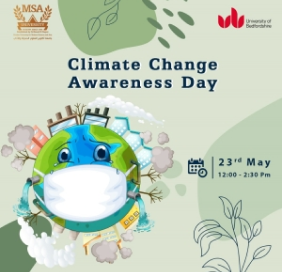 MSA
University of
Bedfordshire
Climate Change
Awareness Day
23rd May
12:00 - 2:30 Pm